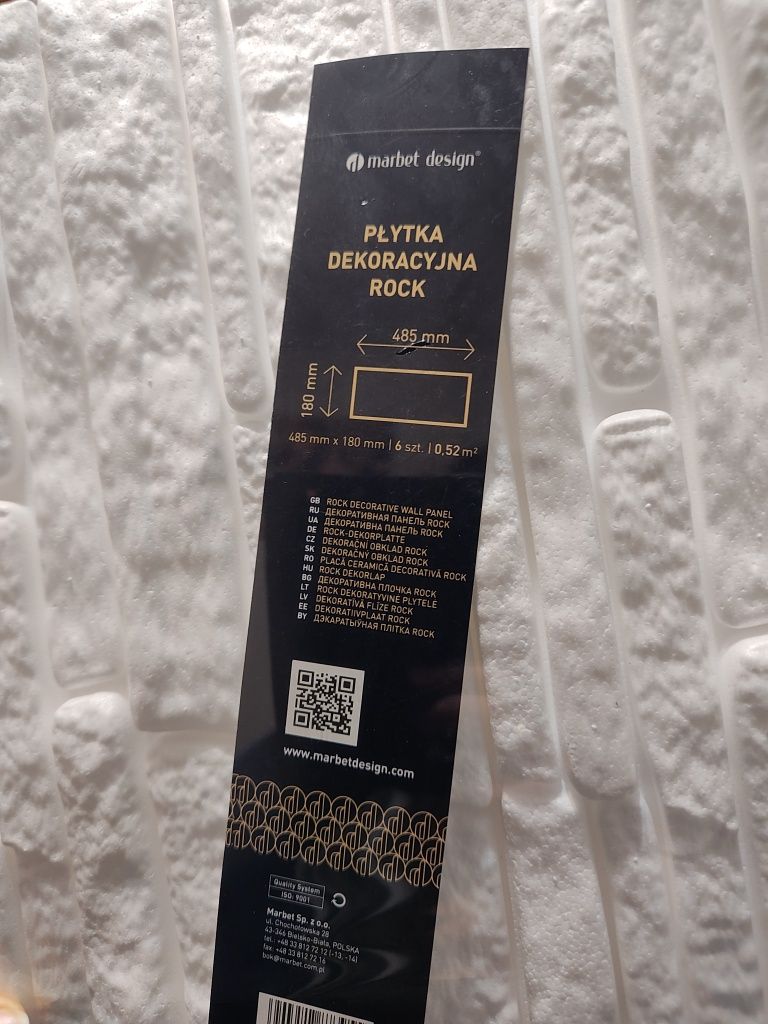 marbet design®
PŁYTKA
DEKORACYJNA
ROCK
485 mm
180 mm
485 mm x 180 mm | 6 szt. | 0,52 m²
GB ROCK DECORATIVE WALL PANEL
RU ДЕКОРАТИВНАЯ ПАНЕЛЬ ROCK
UA ДЕКОРАТИВНА ПАНЕЛЬ ROCK
DE ROCK-DEKORPLATTE
CZ DEKORAČNÍ OBKLAD ROCK
SK DEKORAČNÝ OBKLAD ROCK
RO PLACĂ CERAMICĂ DECORATIVĂ ROCK
HU ROCK DEKORLAP
BG ДЕКОРАТИВНА ПЛОЧКА ROCK
LT ROCK DEKORATYVINE PLYTELE
LV DEKORATĪVĀ FLĪZE ROCK
EE DEKORATIIVPLAAT ROCK
BY ДЭКАРАТЫЎНАЯ ПЛІТКА ROCK
www.marbetdesign.com
Quality System
ISO: 9001
Marbet Sp. z o.o.
ul. Chochołowska 28
43-346 Bielsko-Biała, POLSKA
tel.: +48 33 812 72 12 (-13, -14)
fax: +48 33 812 72 16
bok@marbet.com.pl